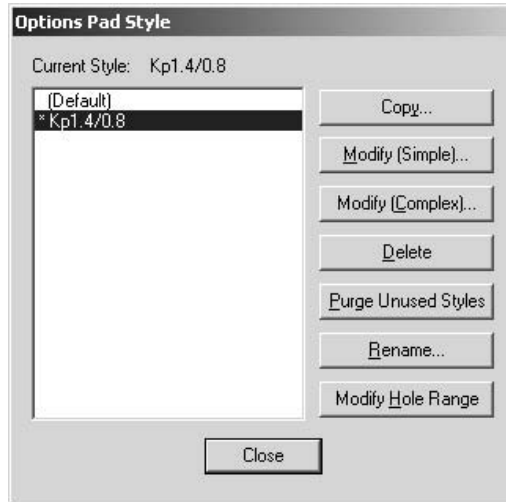 Options Pad Style
Current Style: Kp1.4/0.8
(Default)
* Kp1.4/0.8
Copy...
Modify (Simple)...
Modify (Complex)...
Delete
Purge Unused Styles
Rename...
Modify Hole Range
Close